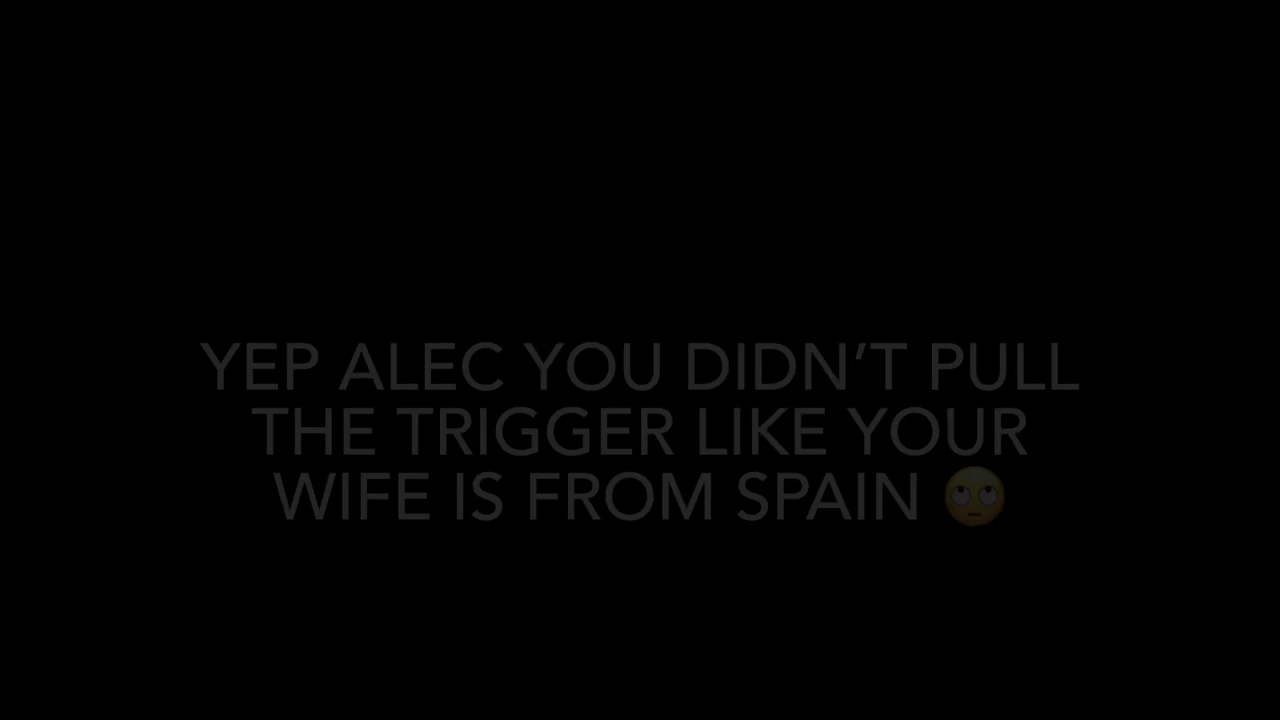 YEP ALEC YOU DIDN’T PULL
THE TRIGGER LIKE YOUR
WIFE IS FROM SPAIN 🙄